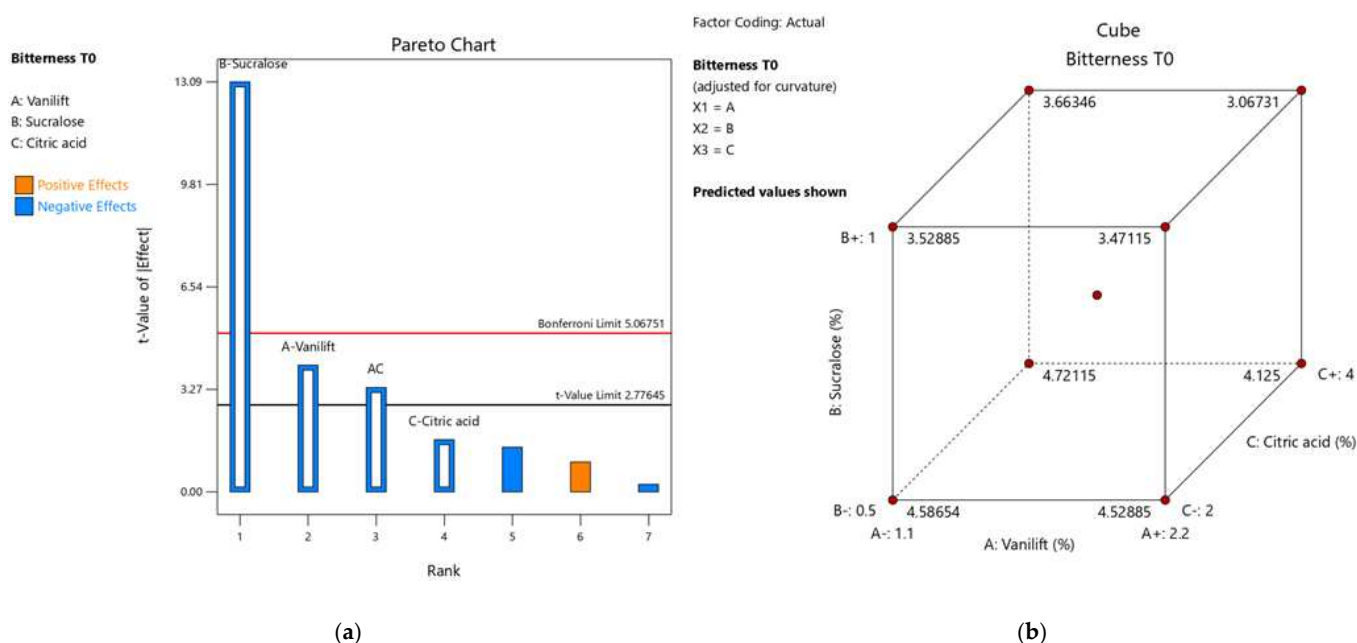 Pareto Chart
Bitterness T0
A: Vanilift
B: Sucralose
C: Citric acid
Positive Effects
Negative Effects
t-Value of |Effect|
13.09
9.81
6.54
3.27
0.00
B-Sucralose
Bonferroni Limit 5.06751
A-Vanilift
AC
t-Value Limit 2.77645
C-Citric acid
1 2 3 4 5 6 7
Rank
(a)
Factor Coding: Actual
Cube
Bitterness T0
Bitterness T0
(adjusted for curvature)
X1 = A
X2 = B
X3 = C
Predicted values shown
3.66346 3.06731
B+: 1 3.52885 3.47115
B: Sucralose (%)
4.72115 4.125 C+: 4
C: Citric acid (%)
B-: 0.5 4.58654 4.52885 C-: 2
A-: 1.1 A: Vanilift (%) A+: 2.2
(b)